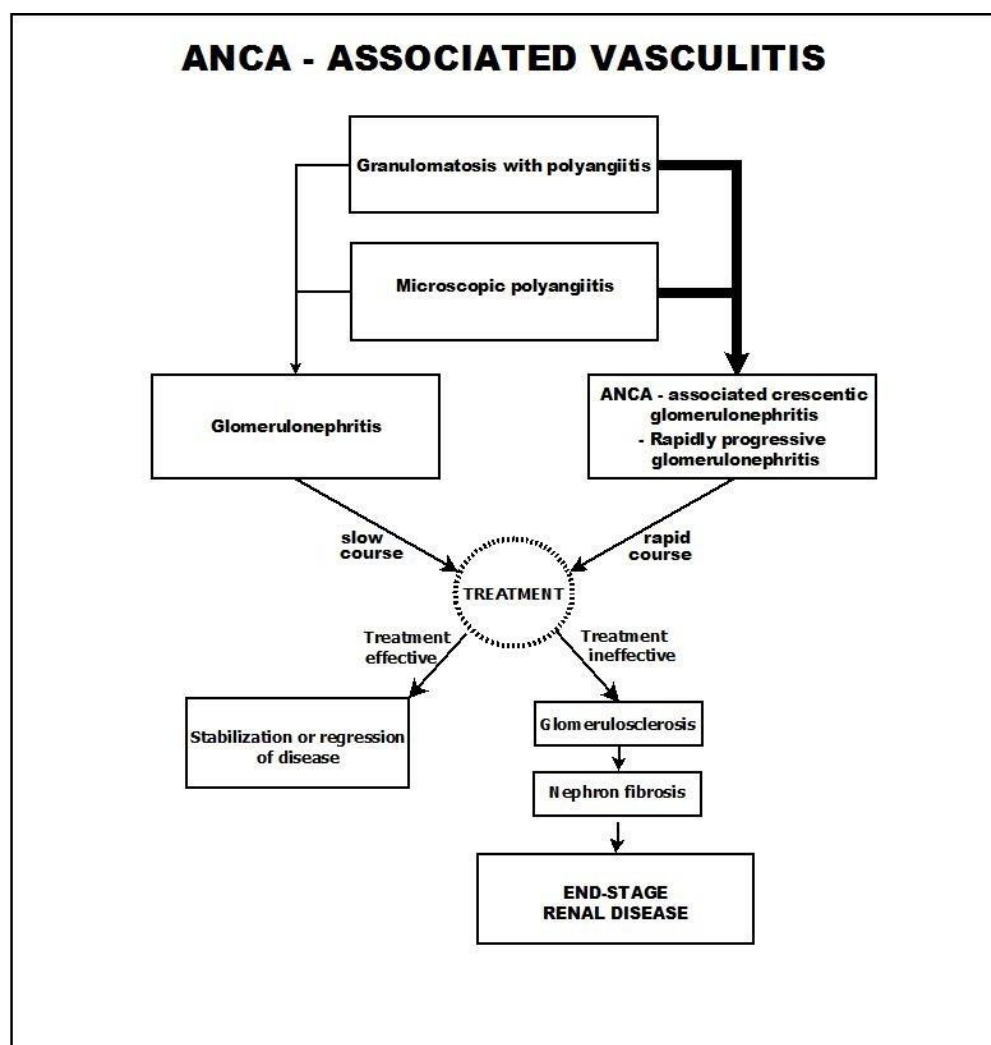 ANCA - ASSOCIATED VASCULITIS
Granulomatosis with polyangiitis
Microscopic polyangiitis
Glomerulonephritis
ANCA - associated crescentic
glomerulonephritis
- Rapidly progressive
glomerulonephritis
slow
course
rapid
course
TREATMENT
Treatment
effective
Treatment
ineffective
Stabilization or regression
of disease
Glomerulosclerosis
Nephron fibrosis
END-STAGE
RENAL DISEASE